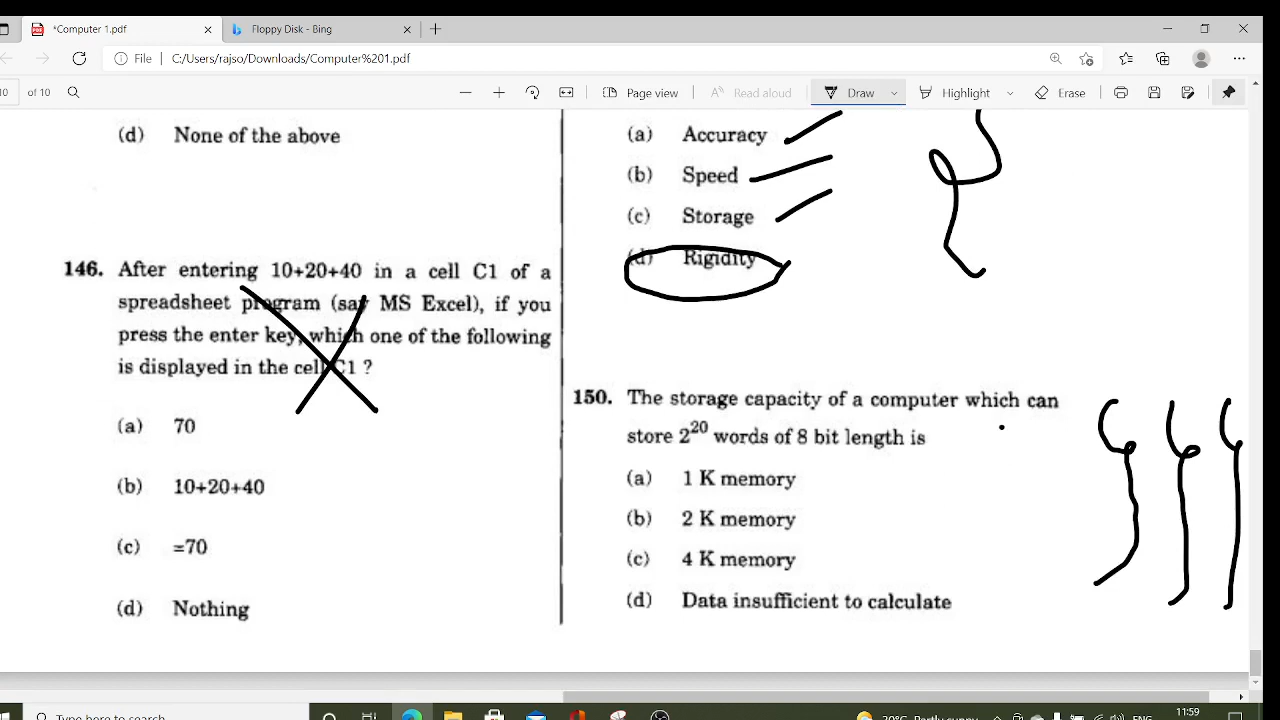 *Computer 1.pdf
Floppy Disk - Bing
File
C:/Users/rajso/Downloads/Computer%201.pdf
10 of 10
Page view
Read aloud
Draw
Highlight
Erase
(d) None of the above
146. After entering 10+20+40 in a cell C1 of a
spreadsheet program (say MS Excel), if you
press the enter key, which one of the following
is displayed in the cell C1 ?
(a) 70
(b) 10+20+40
(c) =70
(d) Nothing
(a) Accuracy
(b) Speed
(c) Storage
(d) Rigidity
150. The storage capacity of a computer which can
store 2²⁰ words of 8 bit length is
(a) 1 K memory
(b) 2 K memory
(c) 4 K memory
(d) Data insufficient to calculate
Type here to search
Partly sunny
ENG
11:59